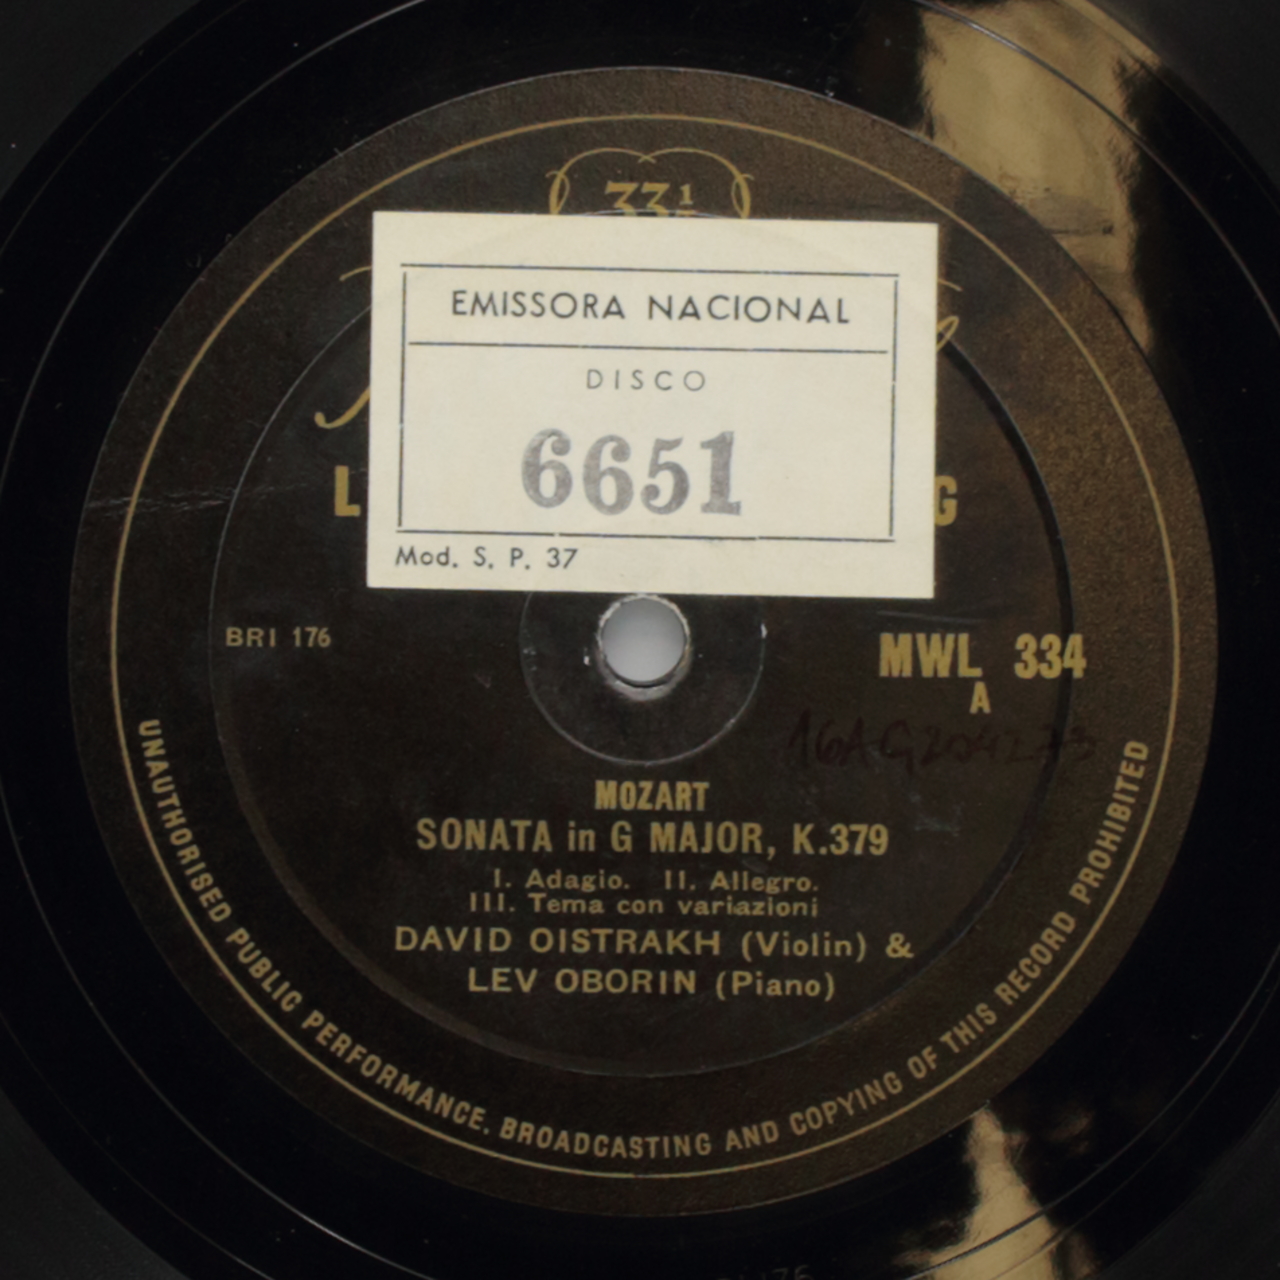 33 1
EMISSORA NACIONAL
DISCO
6651
Mod. S. P. 37
BRI 176
MWL 334
A
MOZART
SONATA in G MAJOR, K.379
I. Adagio. II. Allegro.
III. Tema con variazioni
DAVID OISTRAKH (Violin) &
LEV OBORIN (Piano)
UNAUTHORISED PUBLIC PERFORMANCE, BROADCASTING AND COPYING OF THIS RECORD PROHIBITED